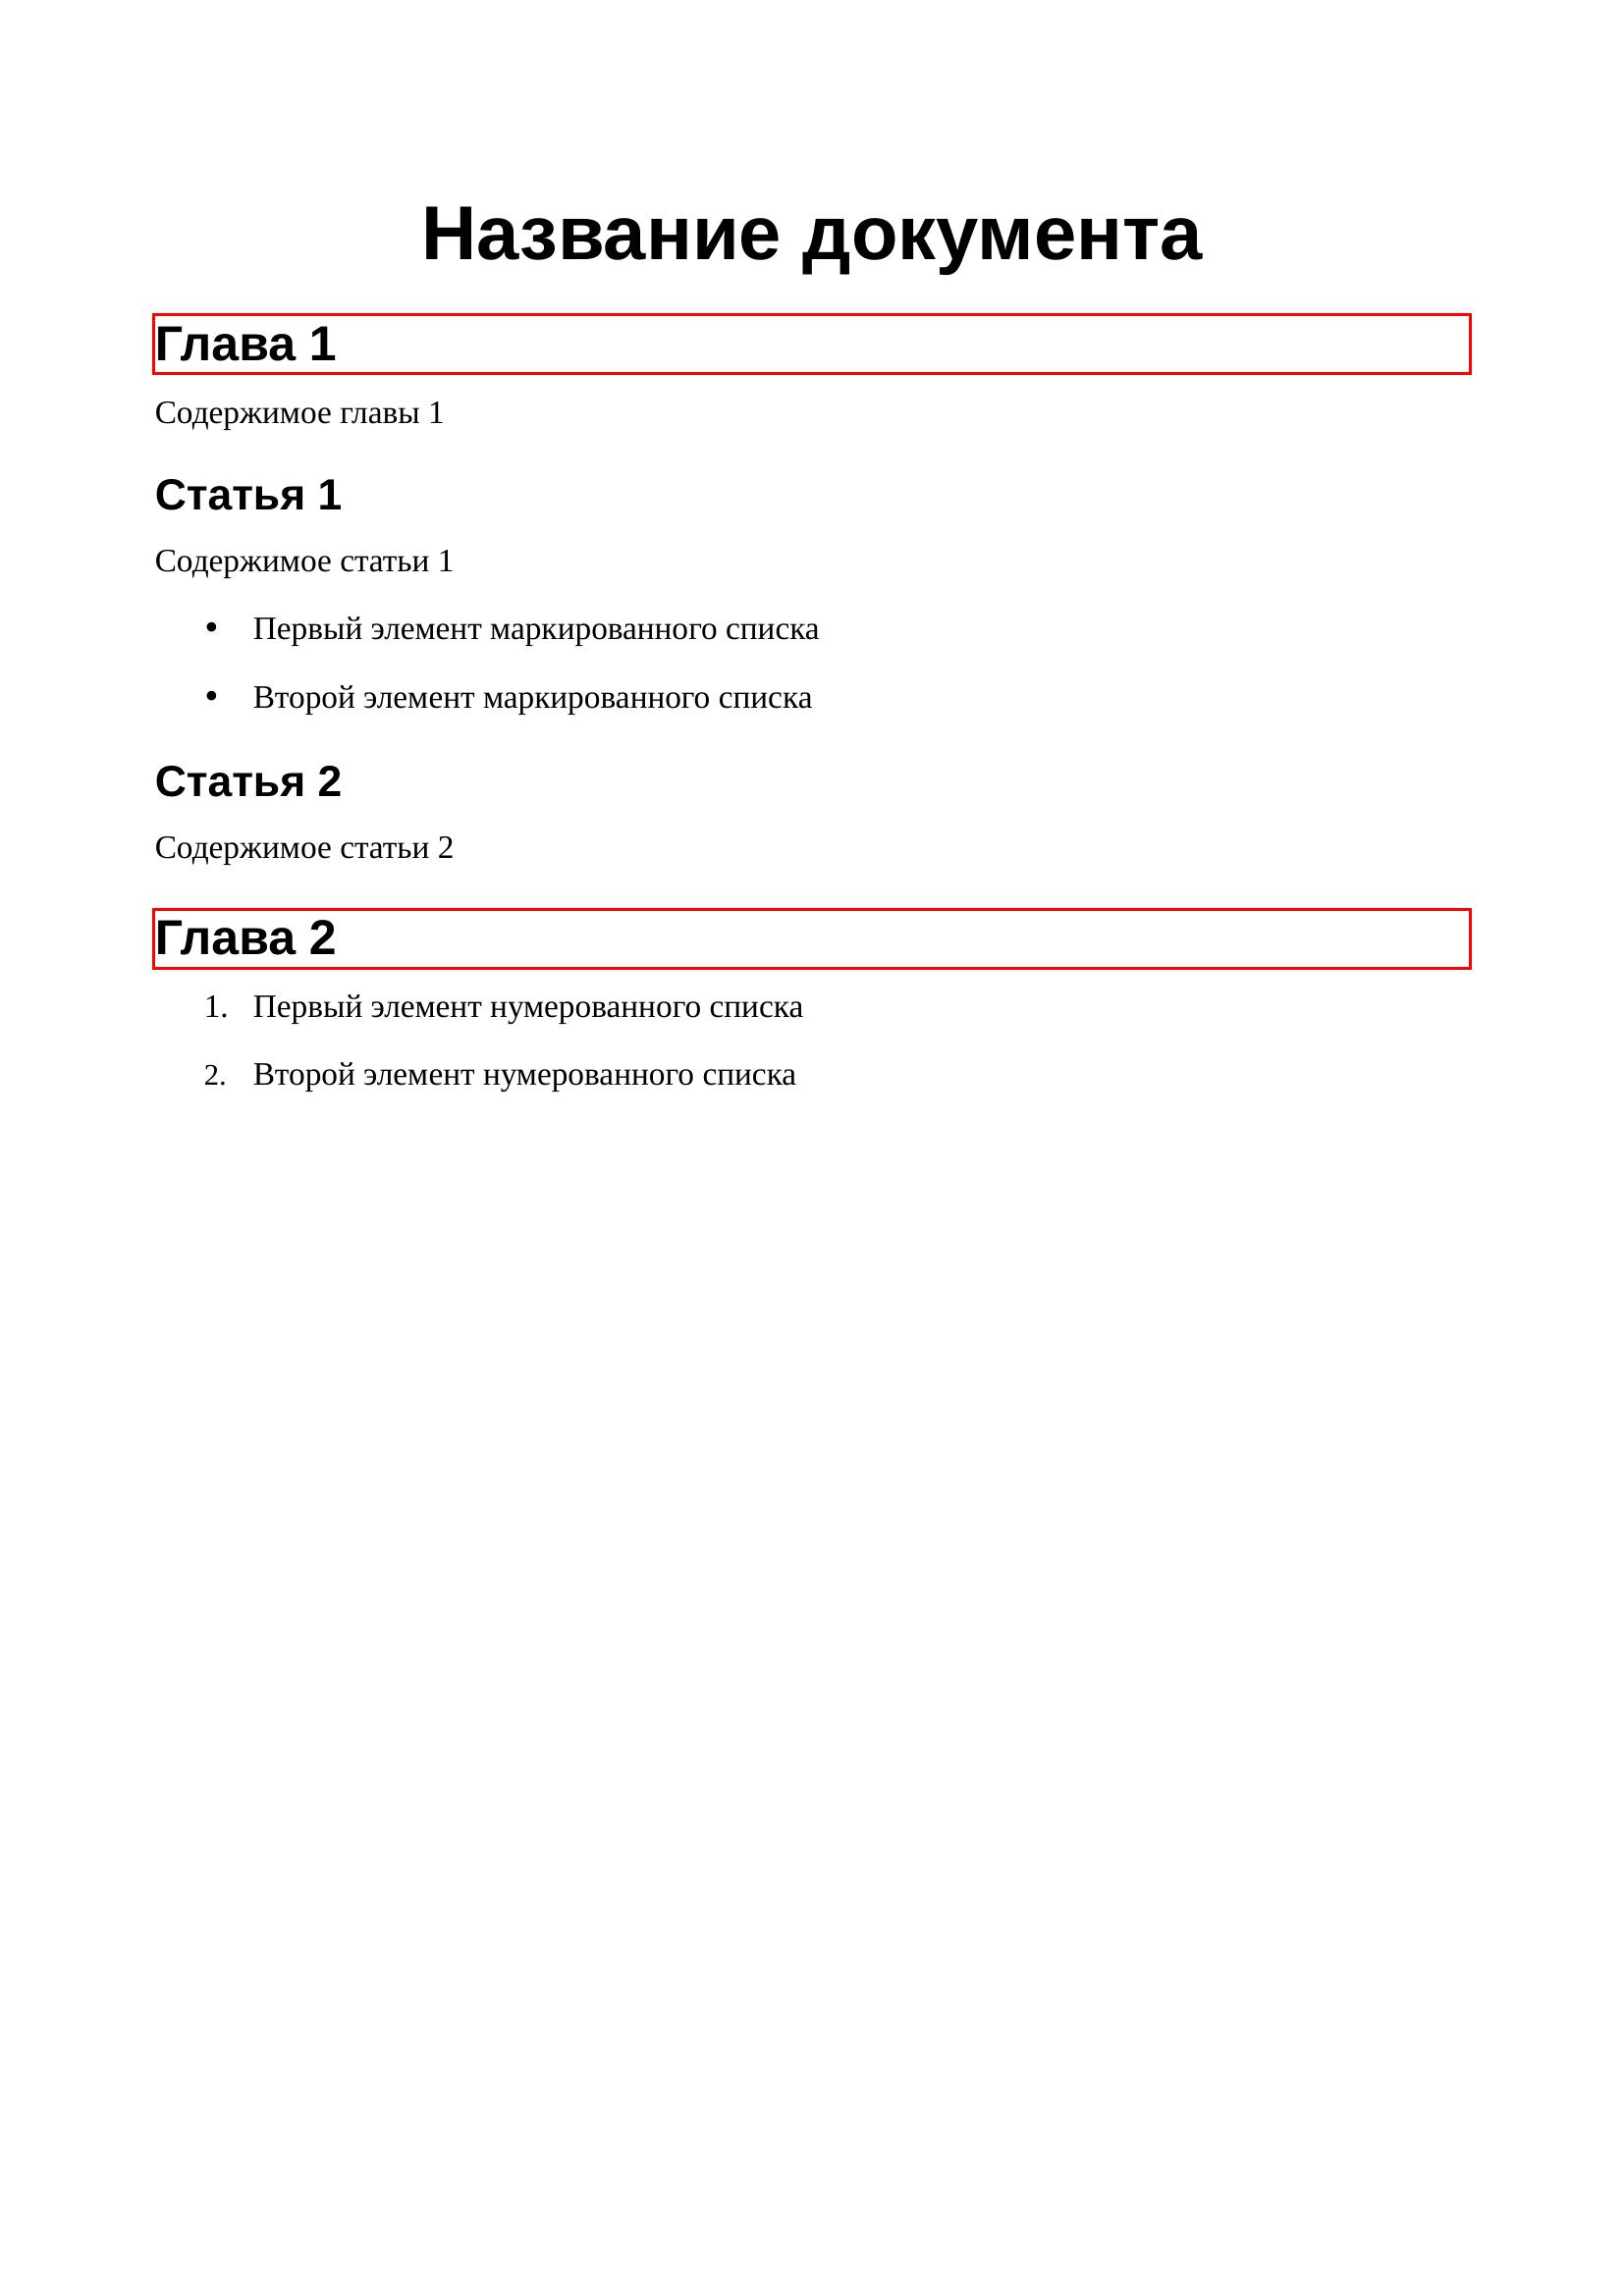 Название документа
Глава 1
Содержимое главы 1
Статья 1
Содержимое статьи 1
• Первый элемент маркированного списка
• Второй элемент маркированного списка
Статья 2
Содержимое статьи 2
Глава 2
1. Первый элемент нумерованного списка
2. Второй элемент нумерованного списка